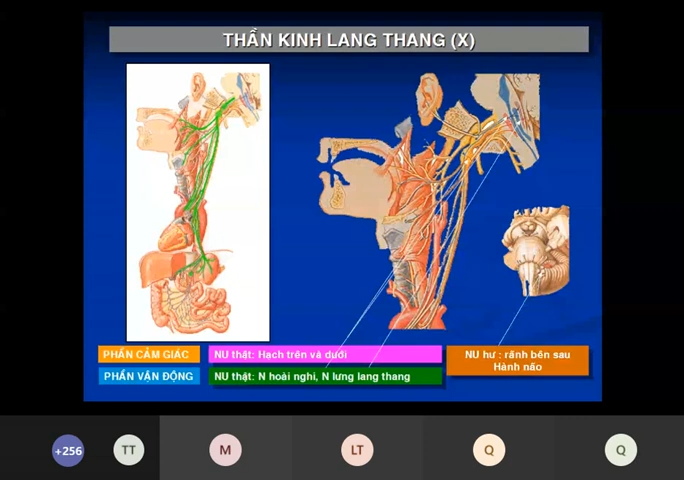 THẦN KINH LANG THANG (X)
PHẦN CẢM GIÁC
NU thật: Hạch trên và dưới
NU hư : rãnh bên sau
Hành não
PHẦN VẬN ĐỘNG
NU thật: N hoài nghi, N lưng lang thang
+256
TT
M
LT
Q
Q